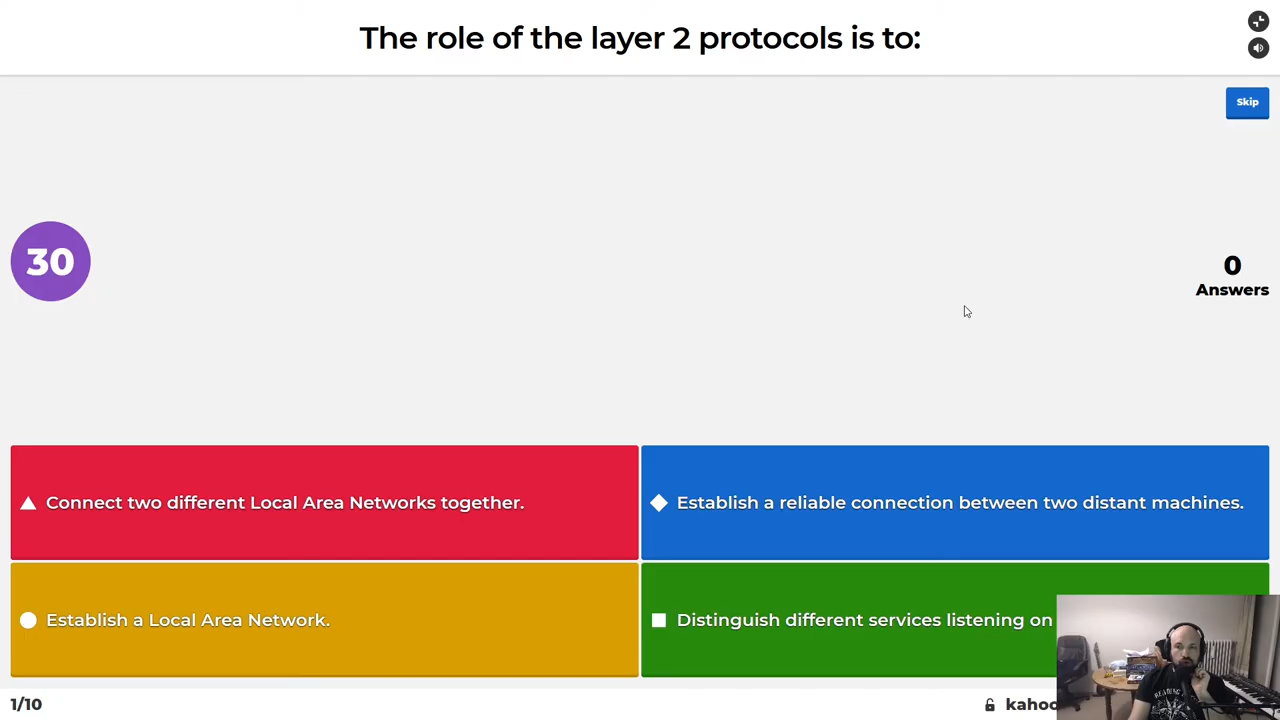 The role of the layer 2 protocols is to:
Skip
30
0
Answers
Connect two different Local Area Networks together.
Establish a reliable connection between two distant machines.
Establish a Local Area Network.
Distinguish different services listening on
1/10
kahoo
READING